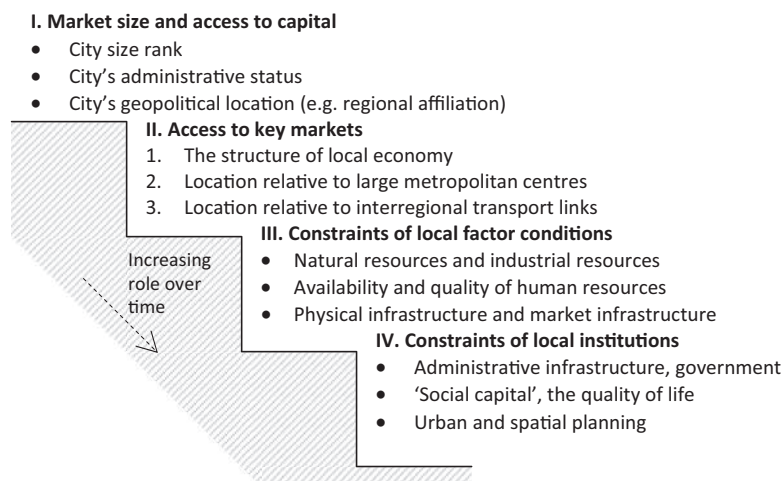 I. Market size and access to capital
• City size rank
• City’s administrative status
• City’s geopolitical location (e.g. regional affiliation)
II. Access to key markets
1. The structure of local economy
2. Location relative to large metropolitan centres
3. Location relative to interregional transport links
III. Constraints of local factor conditions
• Natural resources and industrial resources
• Availability and quality of human resources
• Physical infrastructure and market infrastructure
Increasing
role over
time
IV. Constraints of local institutions
• Administrative infrastructure, government
• ‘Social capital’, the quality of life
• Urban and spatial planning